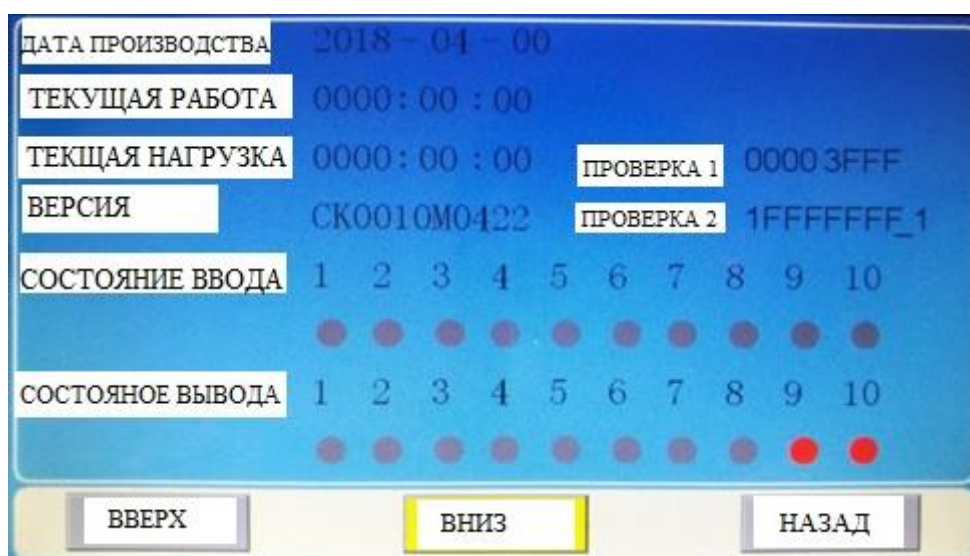 ДАТА ПРОИЗВОДСТВА 2018 - 04 - 00
ТЕКУЩАЯ РАБОТА 0000: 00 : 00
ТЕКЩАЯ НАГРУЗКА 0000: 00 : 00 ПРОВЕРКА 1 0000 3FFF
ВЕРСИЯ CK0010M0422 ПРОВЕРКА 2 1FFFFFFF_1
СОСТОЯНИЕ ВВОДА 1 2 3 4 5 6 7 8 9 10
СОСТОЯНОЕ ВЫВОДА 1 2 3 4 5 6 7 8 9 10
ВВЕРХ ВНИЗ НАЗАД